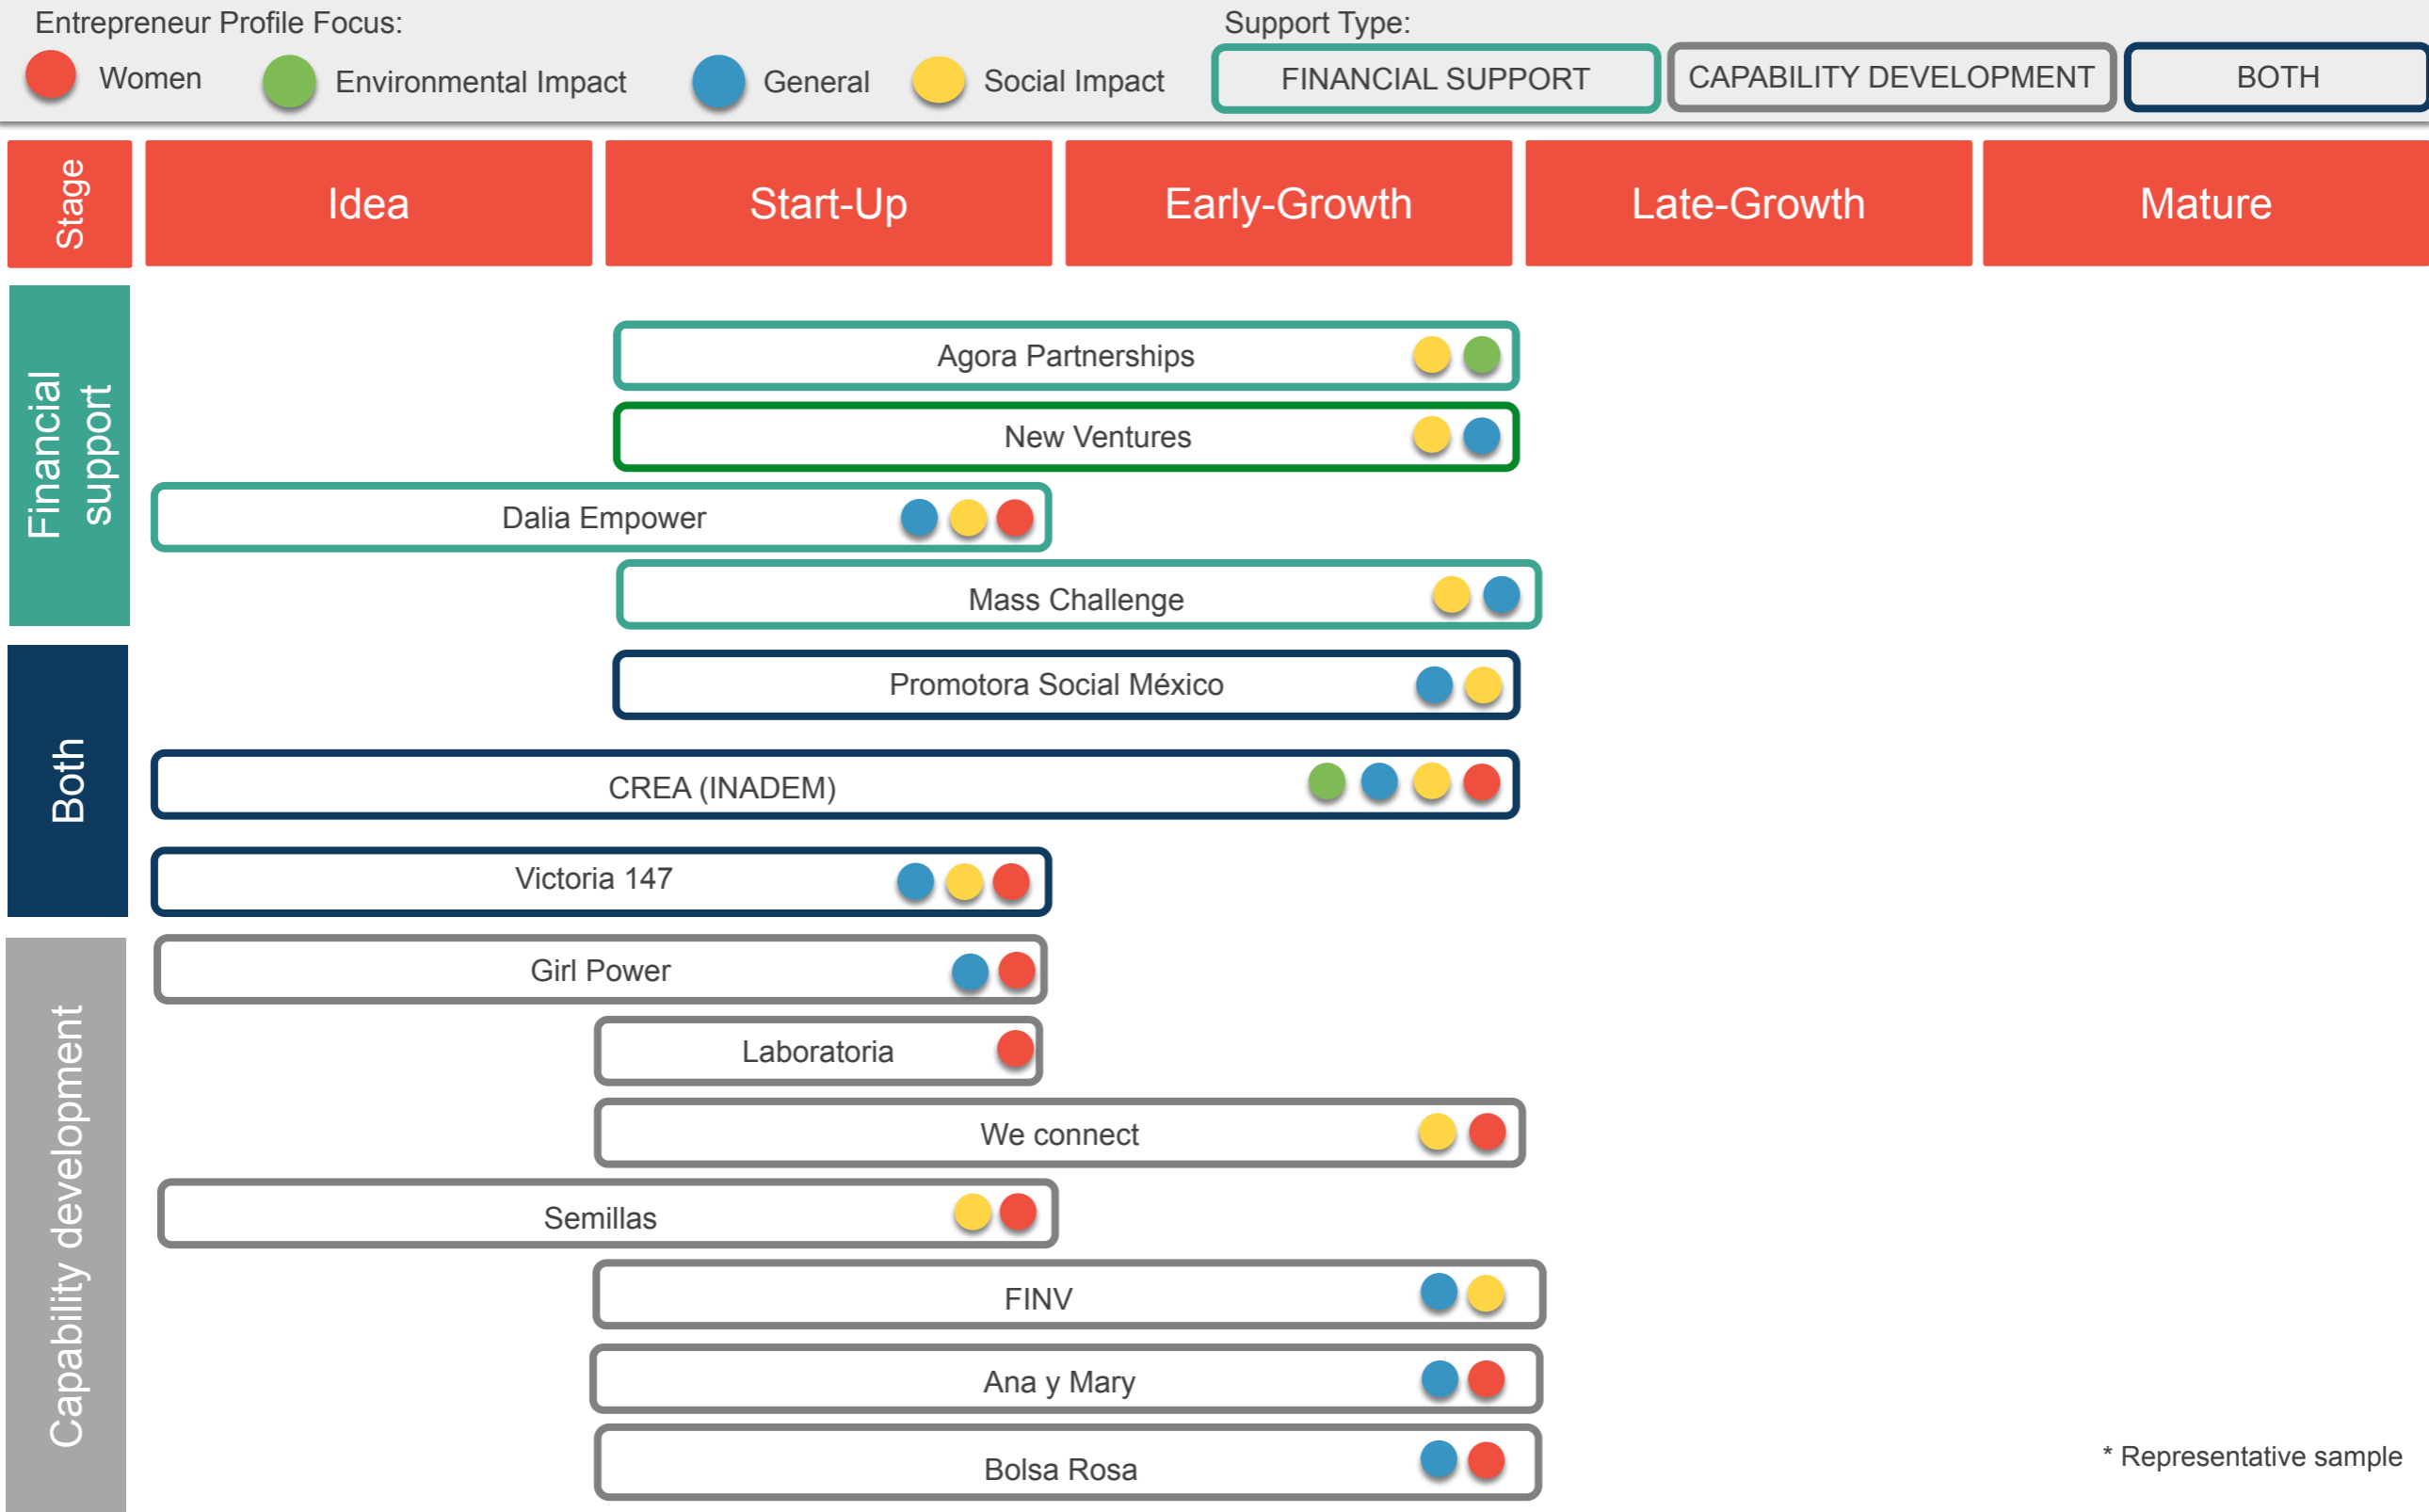 Entrepreneur Profile Focus:
Support Type:
Women
Environmental Impact
General
Social Impact
FINANCIAL SUPPORT
CAPABILITY DEVELOPMENT
BOTH
Stage
Idea
Start-Up
Early-Growth
Late-Growth
Mature
Financial
support
Agora Partnerships
New Ventures
Dalia Empower
Mass Challenge
Both
Promotora Social México
CREA (INADEM)
Victoria 147
Capability development
Girl Power
Laboratoria
We connect
Semillas
FINV
Ana y Mary
Bolsa Rosa
* Representative sample